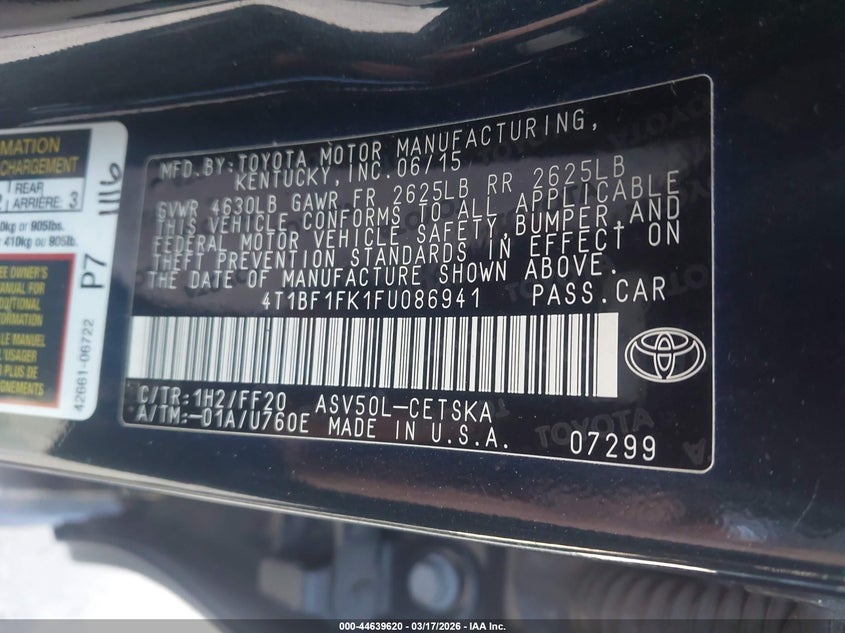 MATION
CHARGEMENT
REAR
ARRIÈRE: 3
0kg or 905lbs.
410kg ou 905lb.
EE OWNER'S
MANUAL FOR
ADDITIONAL
FORMATION
LE MANUEL
L'USAGER
PLUS DE
42661-06722
P7
1116
MFD.BY:TOYOTA MOTOR MANUFACTURING,
KENTUCKY, INC.06/15
GVWR 4630LB GAWR FR 2625LB RR 2625LB
THIS VEHICLE CONFORMS TO ALL APPLICABLE
FEDERAL MOTOR VEHICLE SAFETY,BUMPER,AND
THEFT PREVENTION STANDARDS IN EFFECT ON
THE DATE OF MANUFACTURE SHOWN ABOVE.
4T1BF1FK1FU086941 PASS.CAR
C/TR:1H2/FF20 ASV50L-CETSKA
A/TM:-01A/U760E MADE IN U.S.A. 07299
TOYOTA
000-44639620 - 03/17/2026 - IAA Inc.